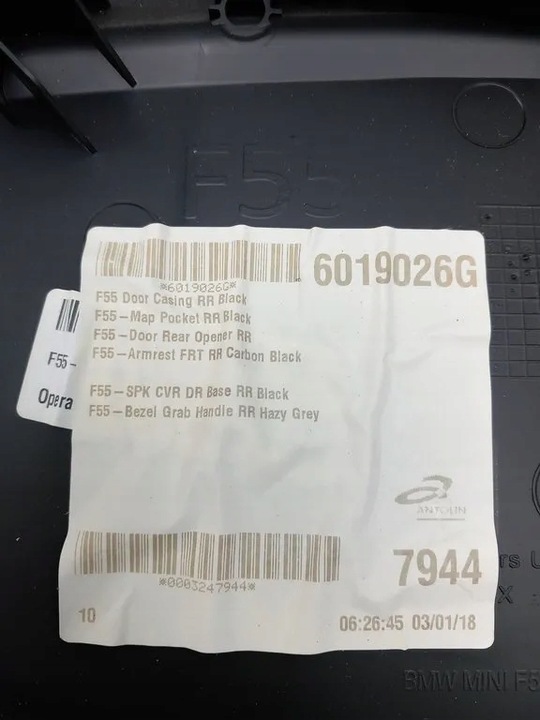 F55
*6019026G*
6019026G
F55 Door Casing RR Black
F55-Map Pocket RR Black
F55-Door Rear Opener RR
F55-Armrest FRT RR Carbon Black
F55-SPK CVR DR Base RR Black
F55-Bezel Grab Handle RR Hazy Grey
F55-
Opera
ANTOLIN
*0003247944*
7944
10
06:26:45 03/01/18
BMW MINI F5